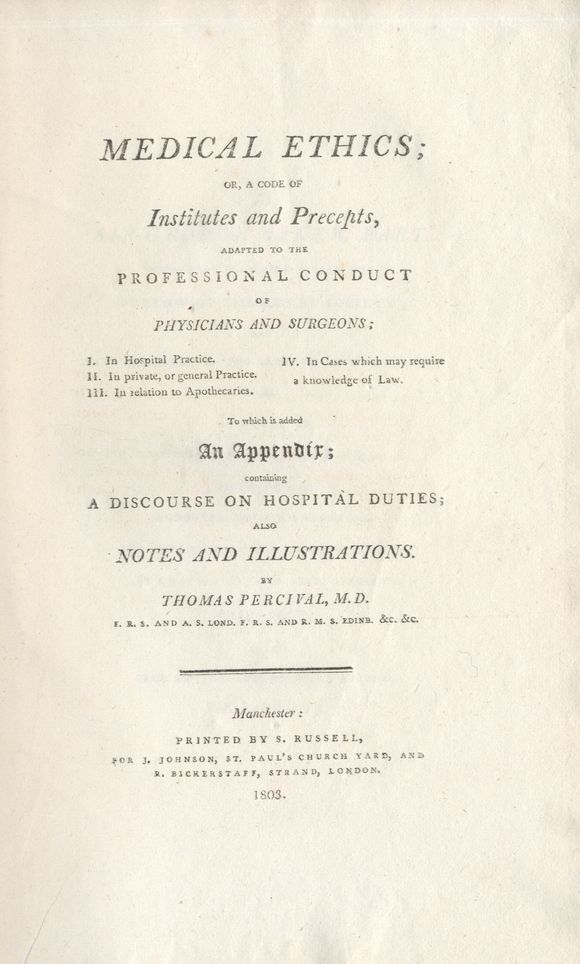 MEDICAL ETHICS;
OR, A CODE OF
Institutes and Precepts,
ADAPTED TO THE
PROFESSIONAL CONDUCT
OF
PHYSICIANS AND SURGEONS;
I. In Hospital Practice.
II. In private, or general Practice.
III. In relation to Apothecaries.
IV. In Cases which may require
a knowledge of Law.
To which is added
An Appendix;
containing
A DISCOURSE ON HOSPITAL DUTIES;
ALSO
NOTES AND ILLUSTRATIONS.
BY
THOMAS PERCIVAL, M.D.
F. R. S. AND A. S. LOND. F. R. S. AND R. M. S. EDINB. &C. &C.
Manchester:
PRINTED BY S. RUSSELL,
FOR J. JOHNSON, ST. PAUL'S CHURCH YARD, AND
R. BICKERSTAFF, STRAND, LONDON.
1803.